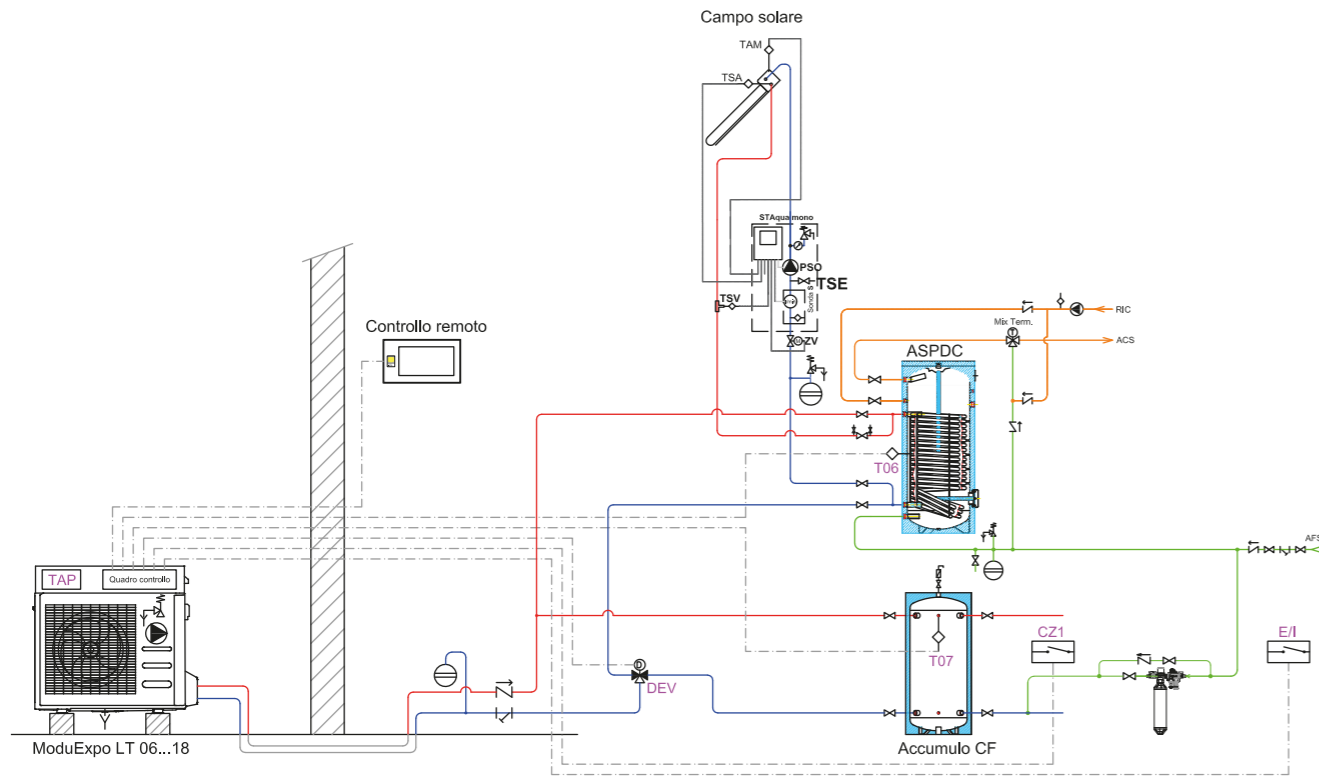 Campo solare
TAM
TSA
STAqua mono
PSO
TSE
Sonda S
TSV
ZV
Controllo remoto
RIC
Mix Term.
T
ACS
ASPDC
T06
AFS
TAP
Quadro controllo
CZ1
E/I
T07
D
DEV
ModuExpo LT 06...18
Accumulo CF